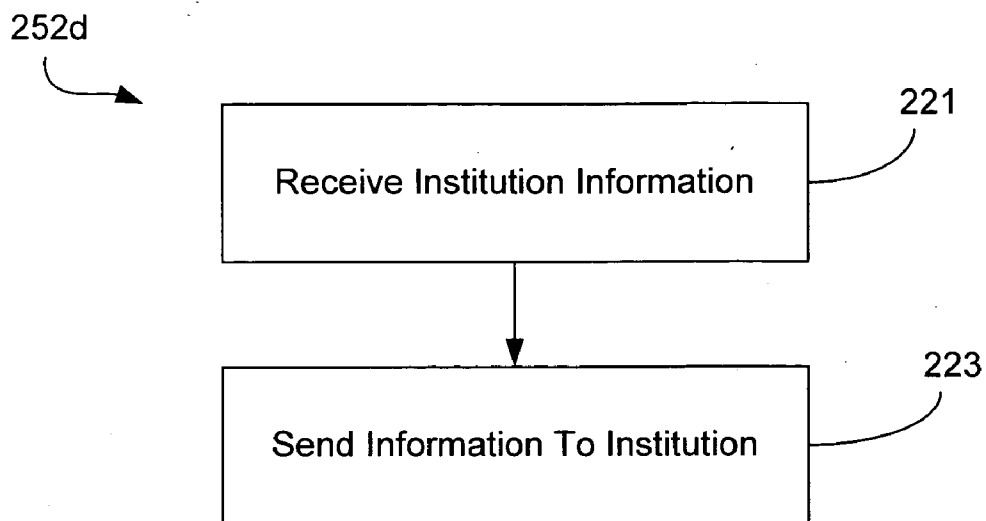 252d
221
Receive Institution Information
223
Send Information To Institution